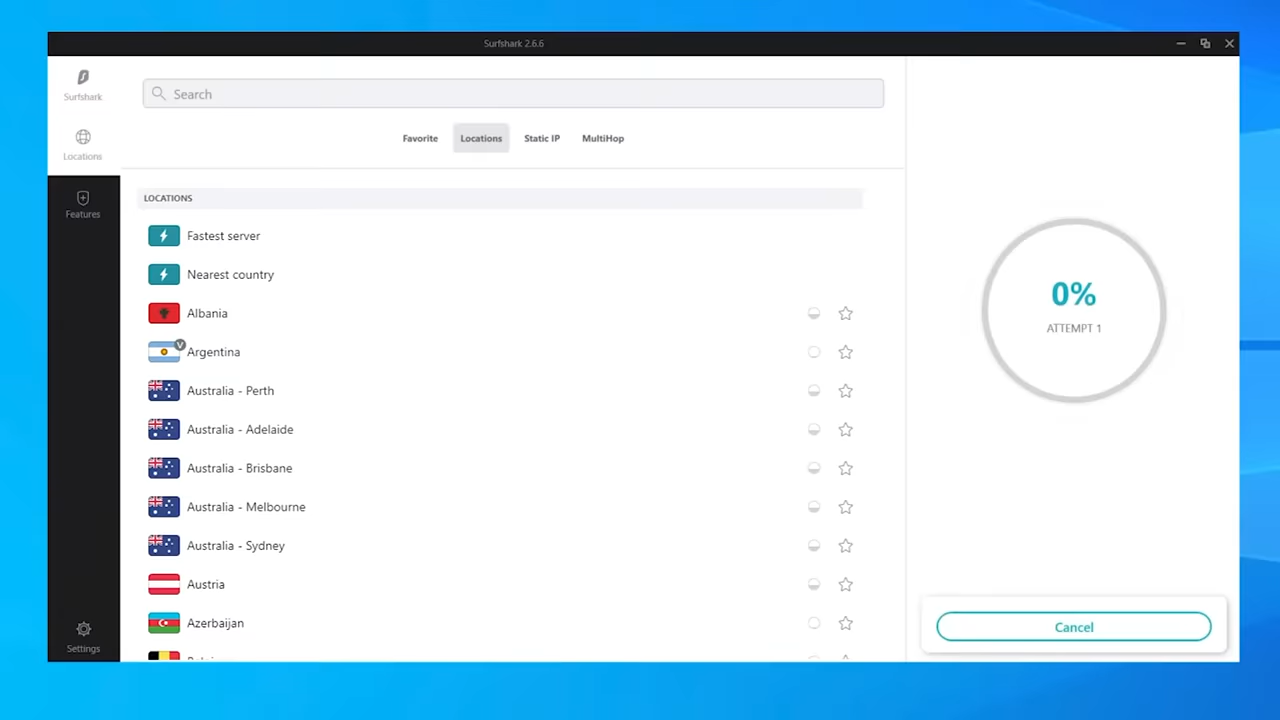 Surfshark 2.6.6
Surfshark
Locations
Features
Settings
Search
Favorite Locations Static IP MultiHop
LOCATIONS
Fastest server
Nearest country
Albania
V
Argentina
Australia - Perth
Australia - Adelaide
Australia - Brisbane
Australia - Melbourne
Australia - Sydney
Austria
Azerbaijan
0%
ATTEMPT 1
Cancel